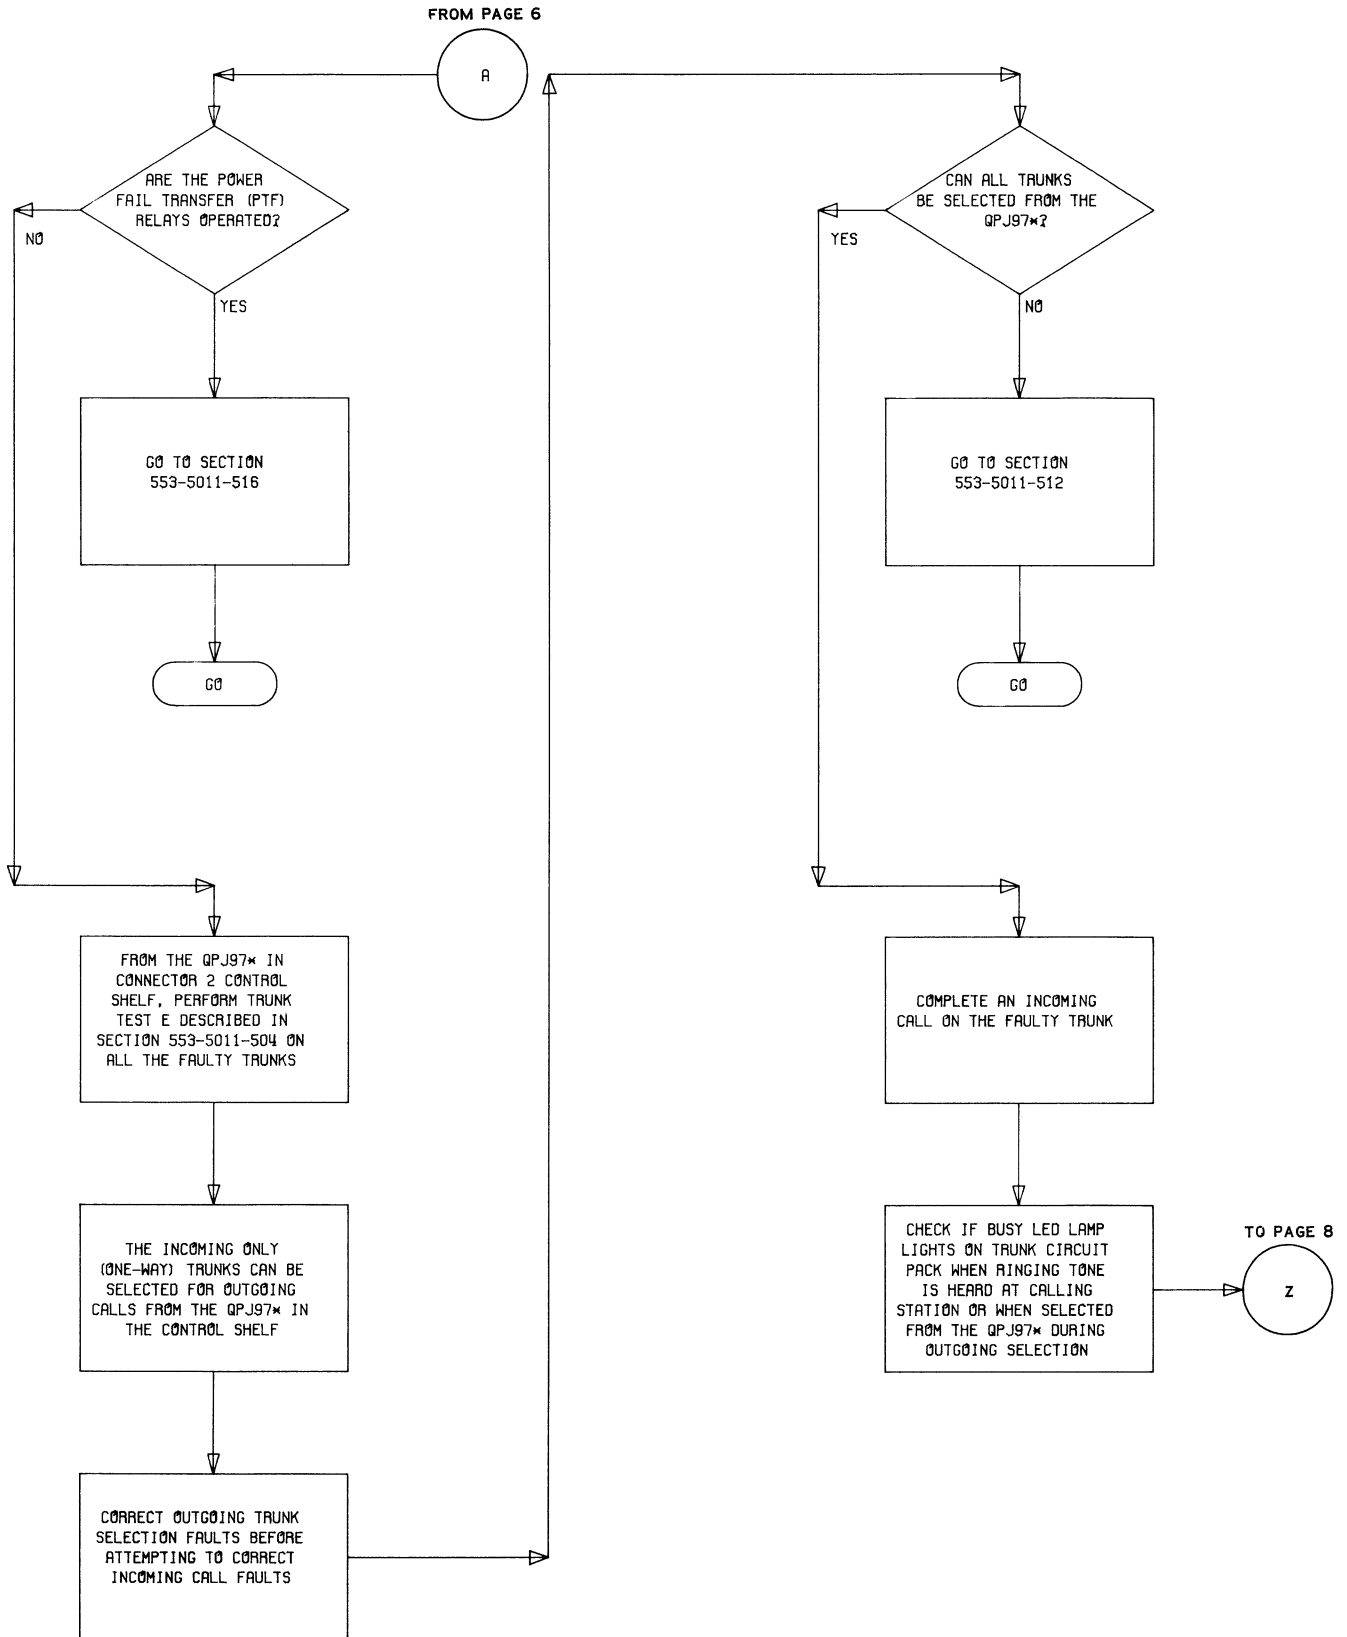 FROM PAGE 6
A
ARE THE POWER
FAIL TRANSFER (PTF)
RELAYS OPERATED?
NO
YES
GO TO SECTION
553-5011-516
GO
FROM THE QPJ97* IN
CONNECTOR 2 CONTROL
SHELF, PERFORM TRUNK
TEST E DESCRIBED IN
SECTION 553-5011-504 ON
ALL THE FAULTY TRUNKS
THE INCOMING ONLY
(ONE-WAY) TRUNKS CAN BE
SELECTED FOR OUTGOING
CALLS FROM THE QPJ97* IN
THE CONTROL SHELF
CORRECT OUTGOING TRUNK
SELECTION FAULTS BEFORE
ATTEMPTING TO CORRECT
INCOMING CALL FAULTS
CAN ALL TRUNKS
BE SELECTED FROM THE
QPJ97*?
YES
NO
GO TO SECTION
553-5011-512
GO
COMPLETE AN INCOMING
CALL ON THE FAULTY TRUNK
CHECK IF BUSY LED LAMP
LIGHTS ON TRUNK CIRCUIT
PACK WHEN RINGING TONE
IS HEARD AT CALLING
STATION OR WHEN SELECTED
FROM THE QPJ97* DURING
OUTGOING SELECTION
TO PAGE 8
Z